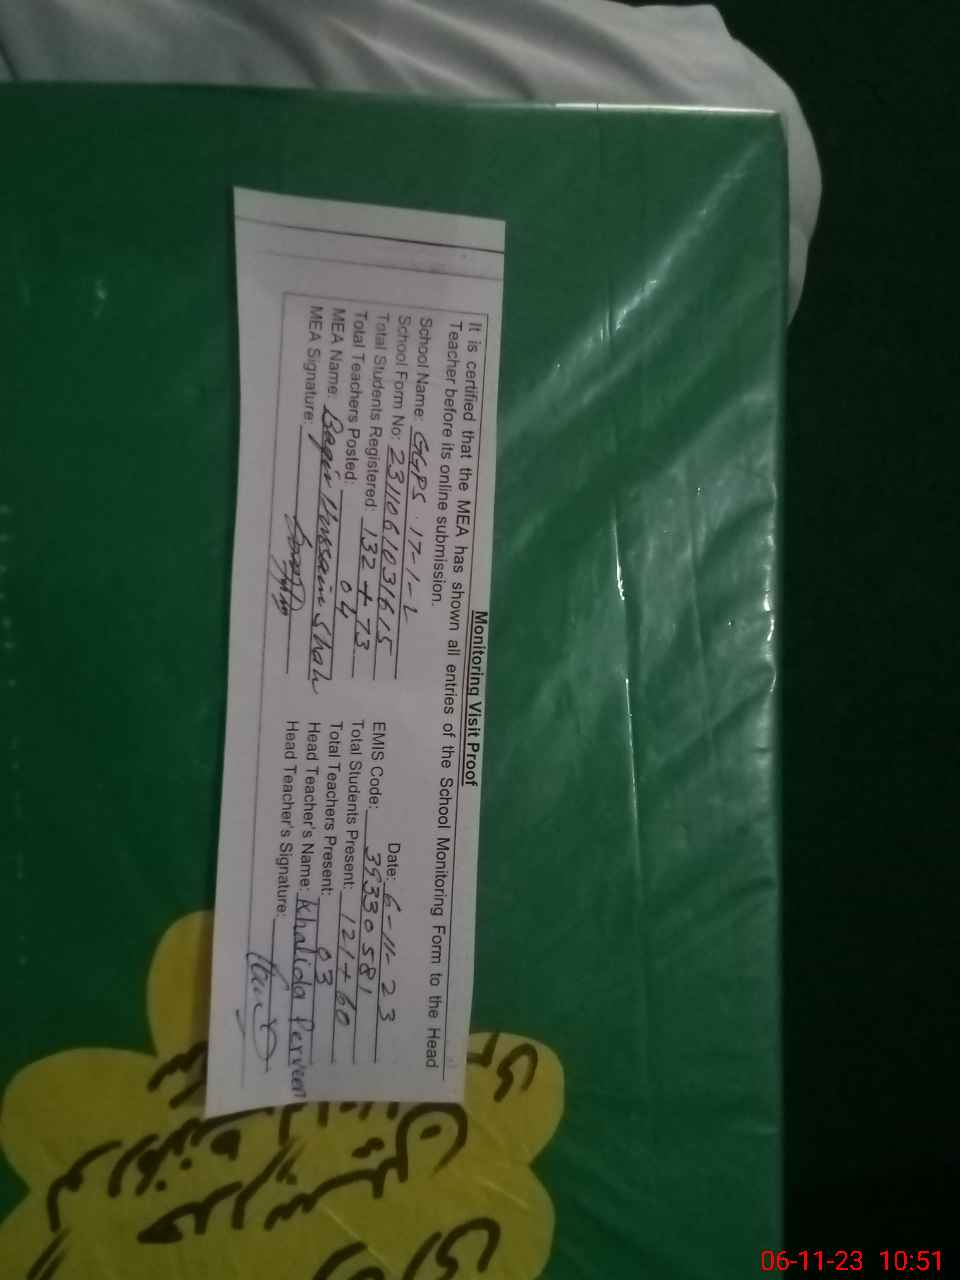 Monitoring Visit Proof
It is certified that the MEA has shown all entries of the School Monitoring Form to the Head
Teacher before its online submission.
School Name: GGPS 17-1-L Date: 6-11-23
School Form No: 2311061031615 EMIS Code: 39330581
Total Students Registered: 132+73 Total Students Present: 121+60
Total Teachers Posted: 04 Total Teachers Present: 03
MEA Name: Baqir Hussain Shah Head Teacher's Name: Khalida Perveen
MEA Signature: Head Teacher's Signature:
06-11-23 10:51